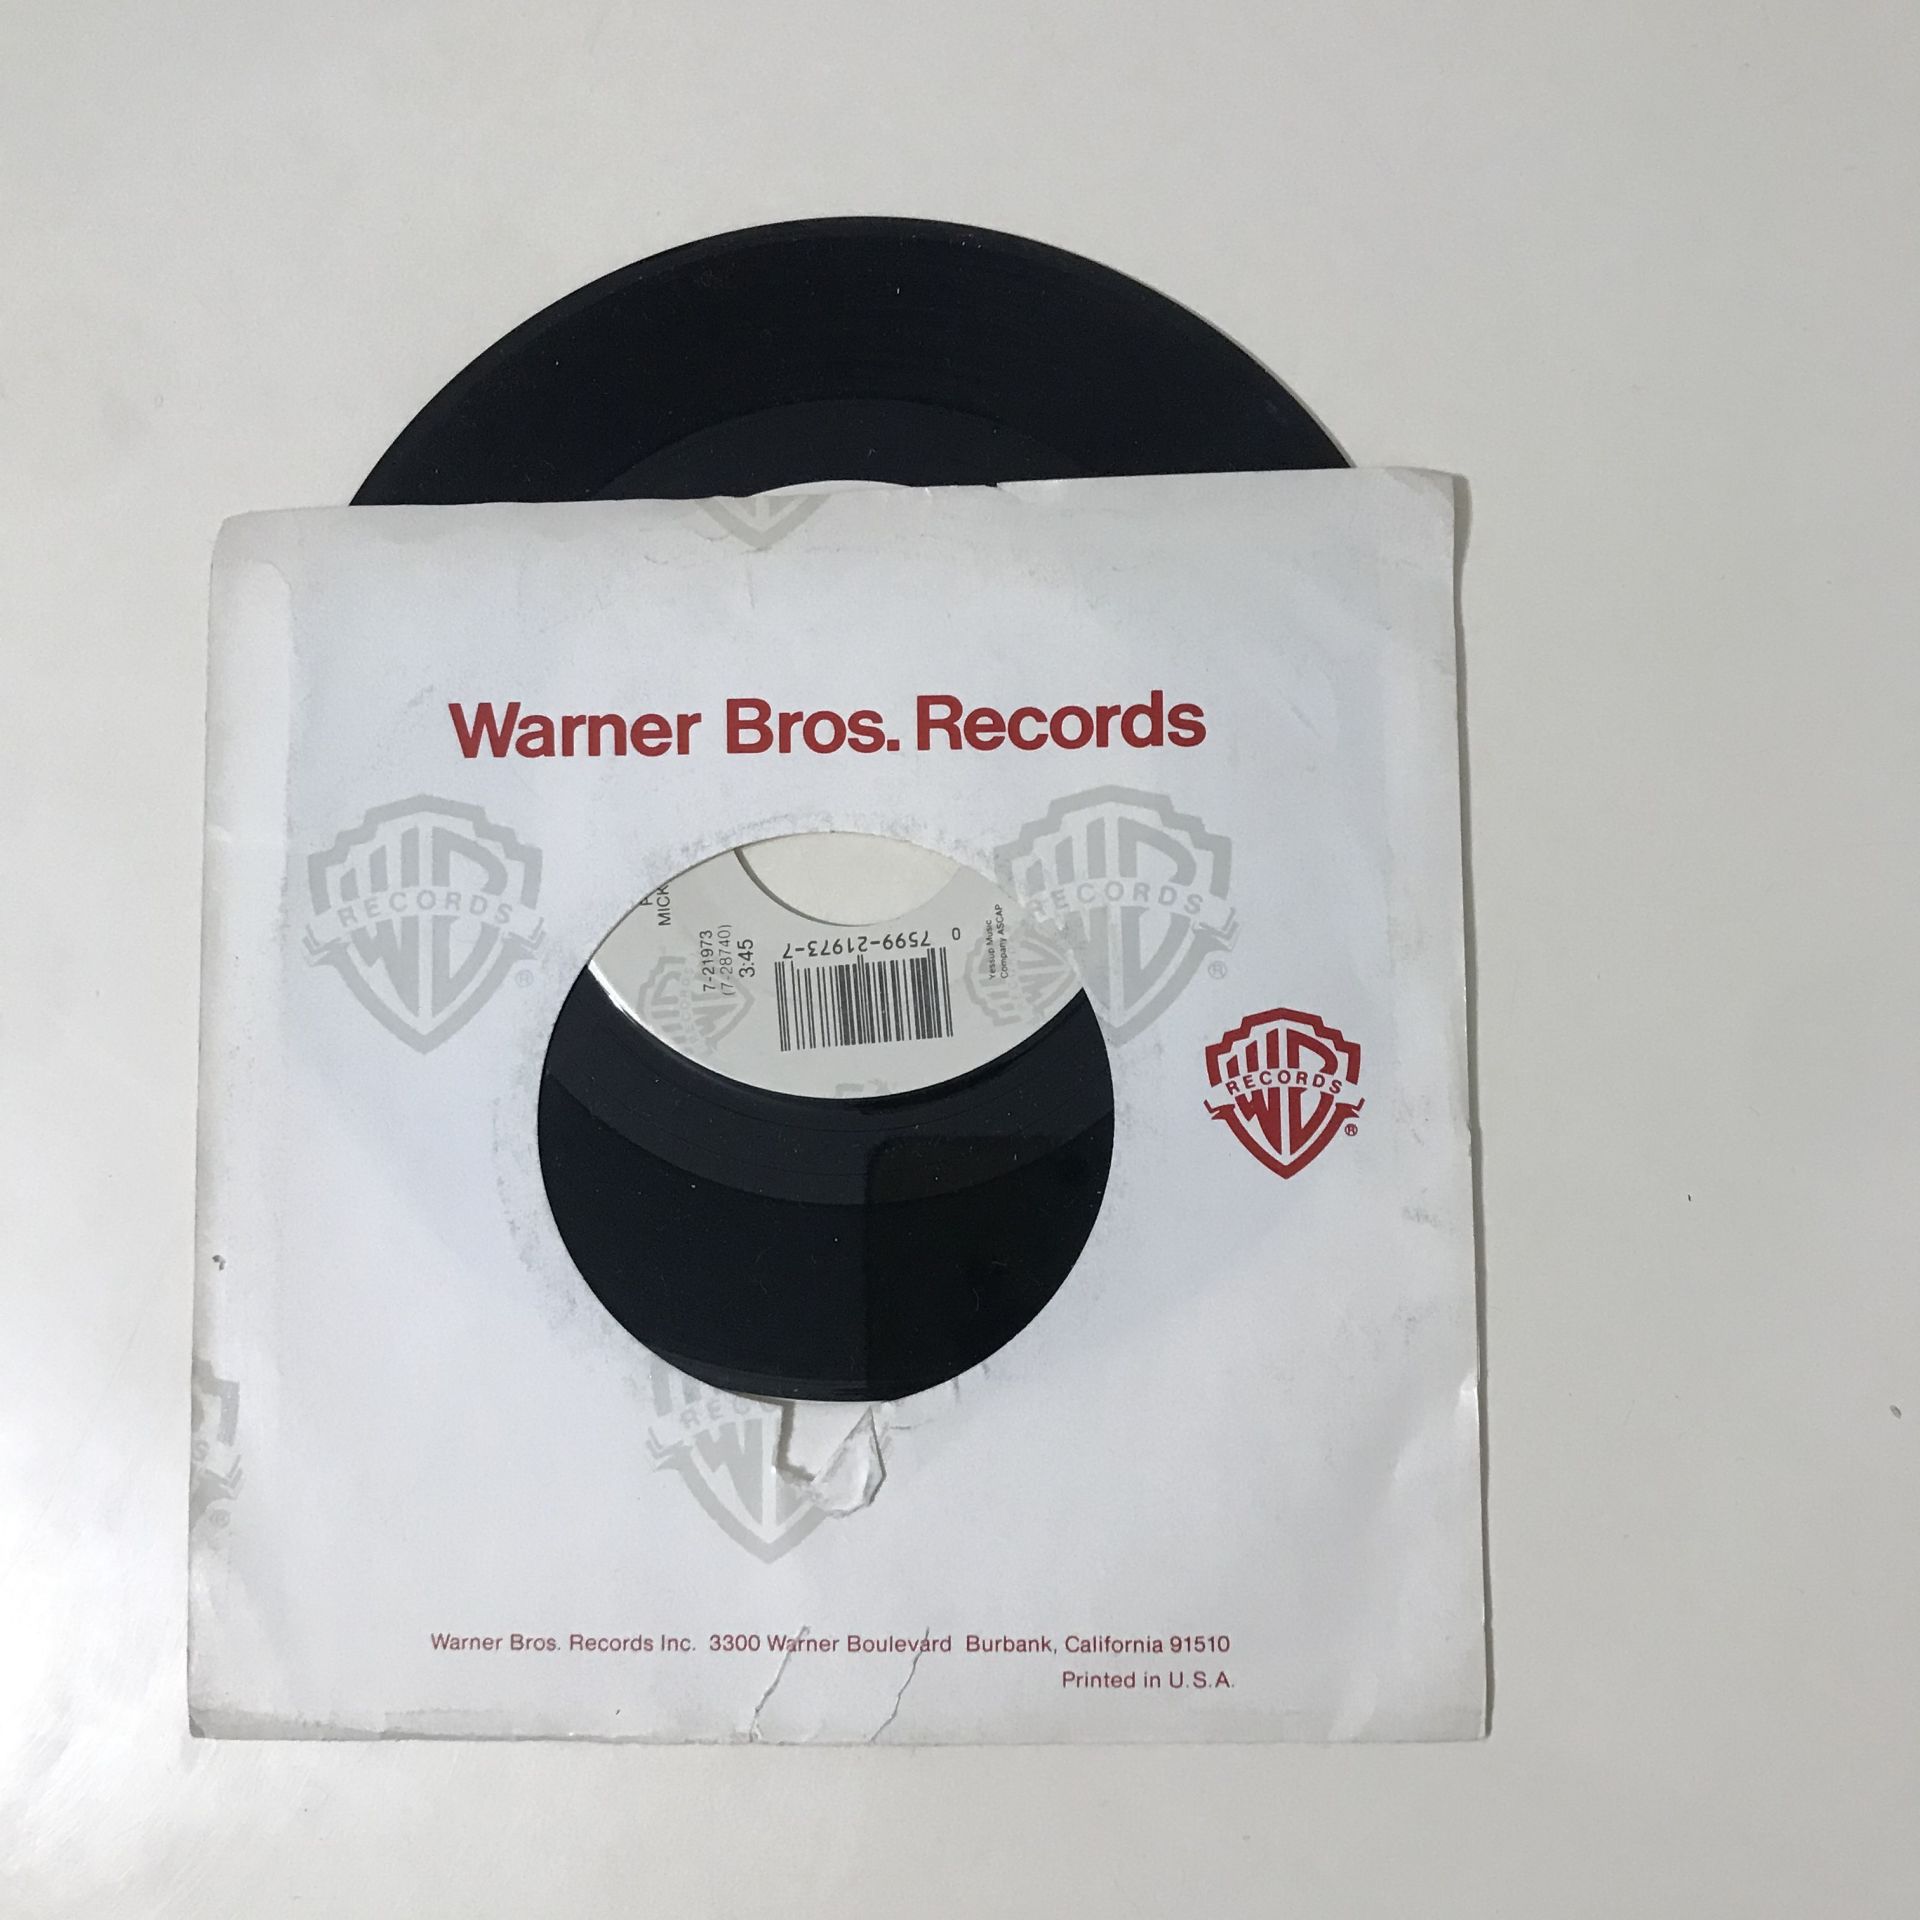 Warner Bros. Records
RECORDS
RECORDS
MICK
7-21973
(7-28740)
3:45
0 7599-21973-7
Yessup Music
Company ASCAP
RECORDS
RECORDS
Warner Bros. Records Inc. 3300 Warner Boulevard Burbank, California 91510
Printed in U.S.A.